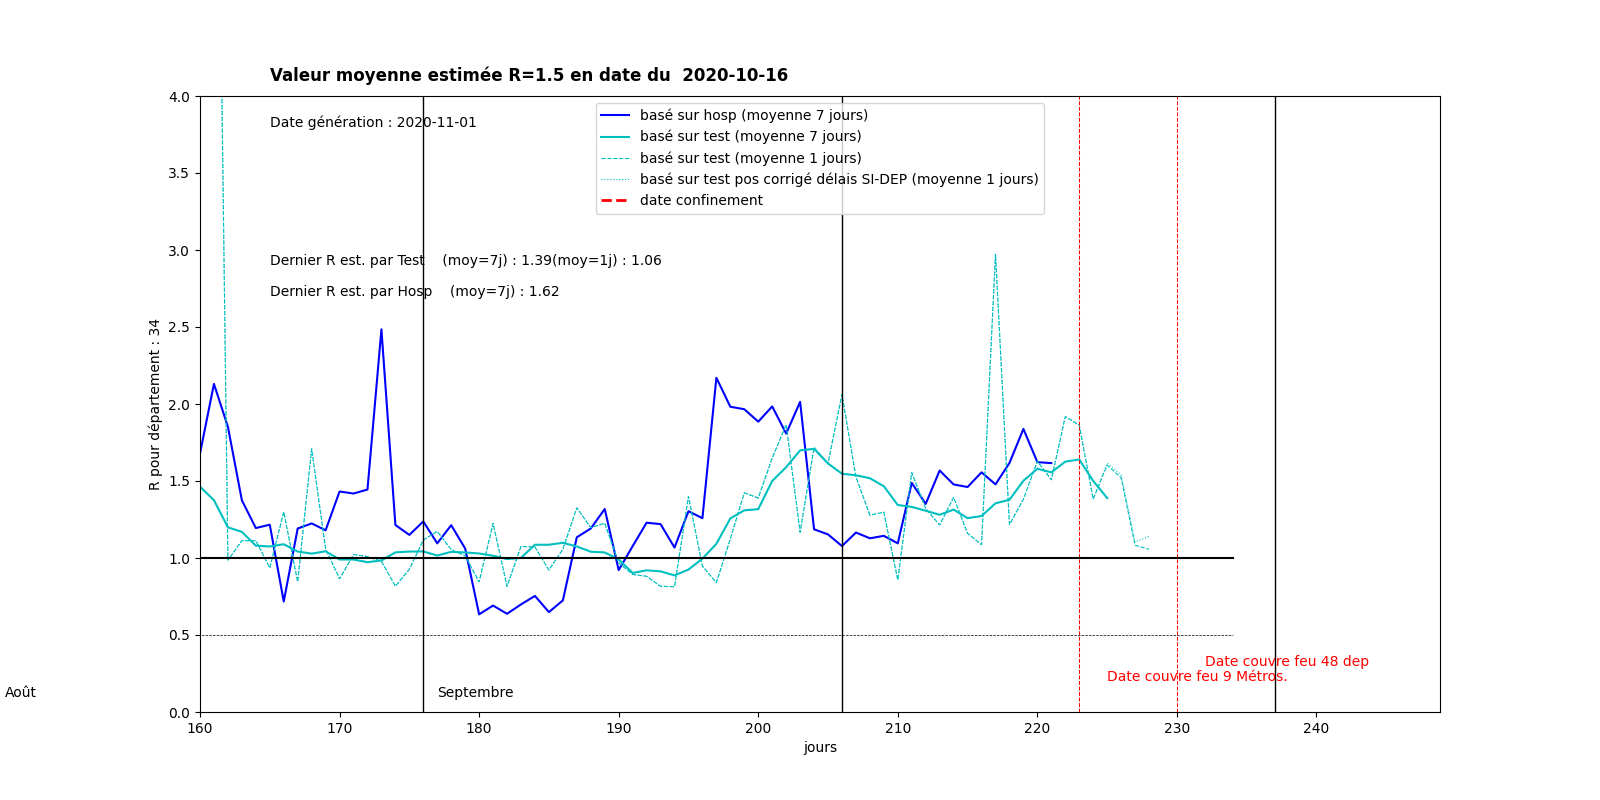 Valeur moyenne estimée R=1.5 en date du  2020-10-16
4.0
Date génération : 2020-11-01
basé sur hosp (moyenne 7 jours)
basé sur test (moyenne 7 jours)
basé sur test (moyenne 1 jours)
basé sur test pos corrigé délais SI-DEP (moyenne 1 jours)
date confinement
3.5
3.0
Dernier R est. par Test    (moy=7j) : 1.39(moy=1j) : 1.06
Dernier R est. par Hosp    (moy=7j) : 1.62
2.5
R pour département : 34
2.0
1.5
1.0
0.5
Date couvre feu 48 dep
Date couvre feu 9 Métros.
Août
Septembre
0.0
160 170 180 190 200 210 220 230 240
jours